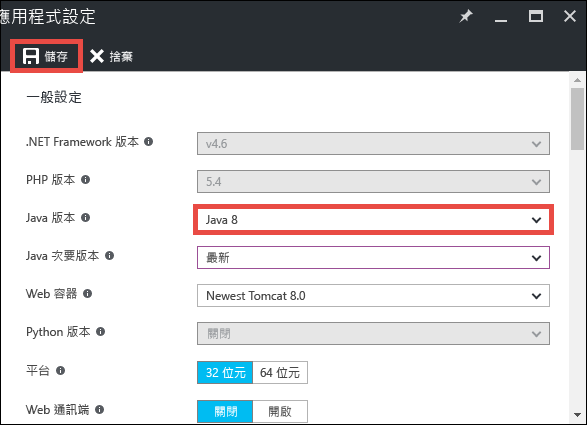 應用程式設定
儲存 捨棄
一般設定
.NET Framework 版本 v4.6
PHP 版本 5.4
Java 版本 Java 8
Java 次要版本 最新
Web 容器 Newest Tomcat 8.0
Python 版本 關閉
平台 32 位元 64 位元
Web 通訊端 關閉 開啟